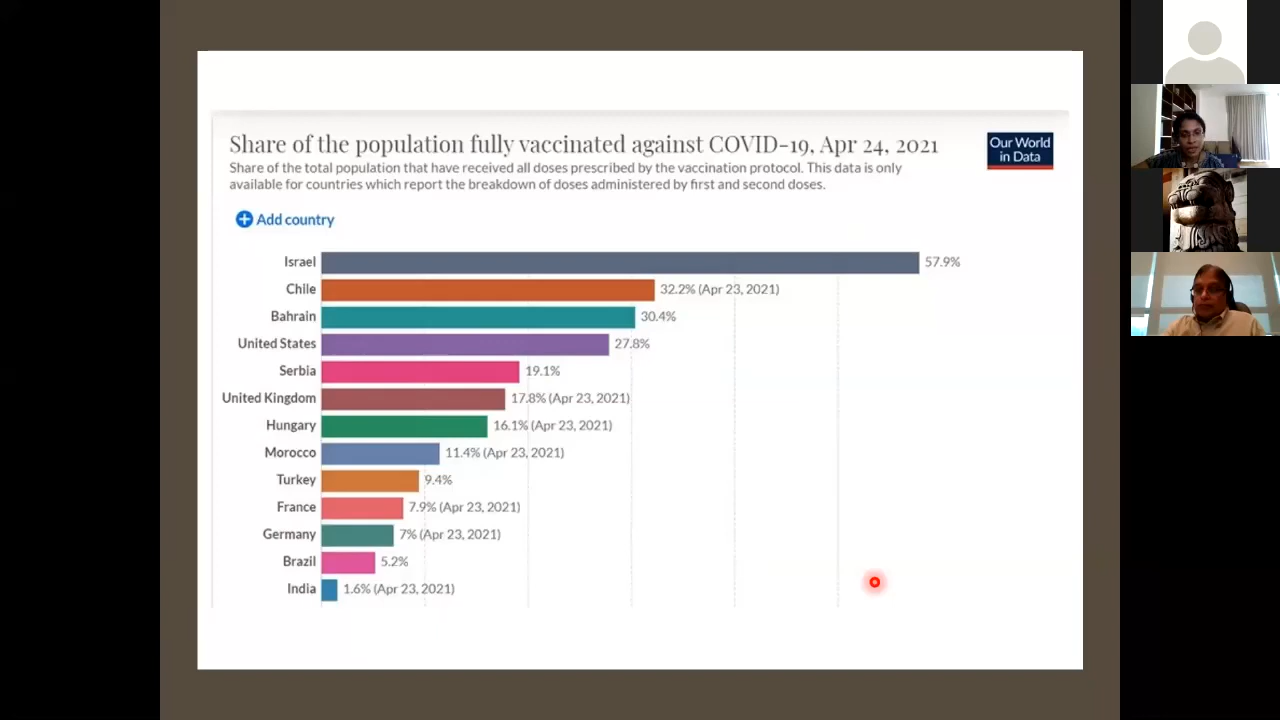 Share of the population fully vaccinated against COVID-19, Apr 24, 2021
Our World
in Data
Share of the total population that have received all doses prescribed by the vaccination protocol. This data is only
available for countries which report the breakdown of doses administered by first and second doses.
Add country
Israel 57.9%
Chile 32.2% (Apr 23, 2021)
Bahrain 30.4%
United States 27.8%
Serbia 19.1%
United Kingdom 17.8% (Apr 23, 2021)
Hungary 16.1% (Apr 23, 2021)
Morocco 11.4% (Apr 23, 2021)
Turkey 9.4%
France 7.9% (Apr 23, 2021)
Germany 7% (Apr 23, 2021)
Brazil 5.2%
India 1.6% (Apr 23, 2021)